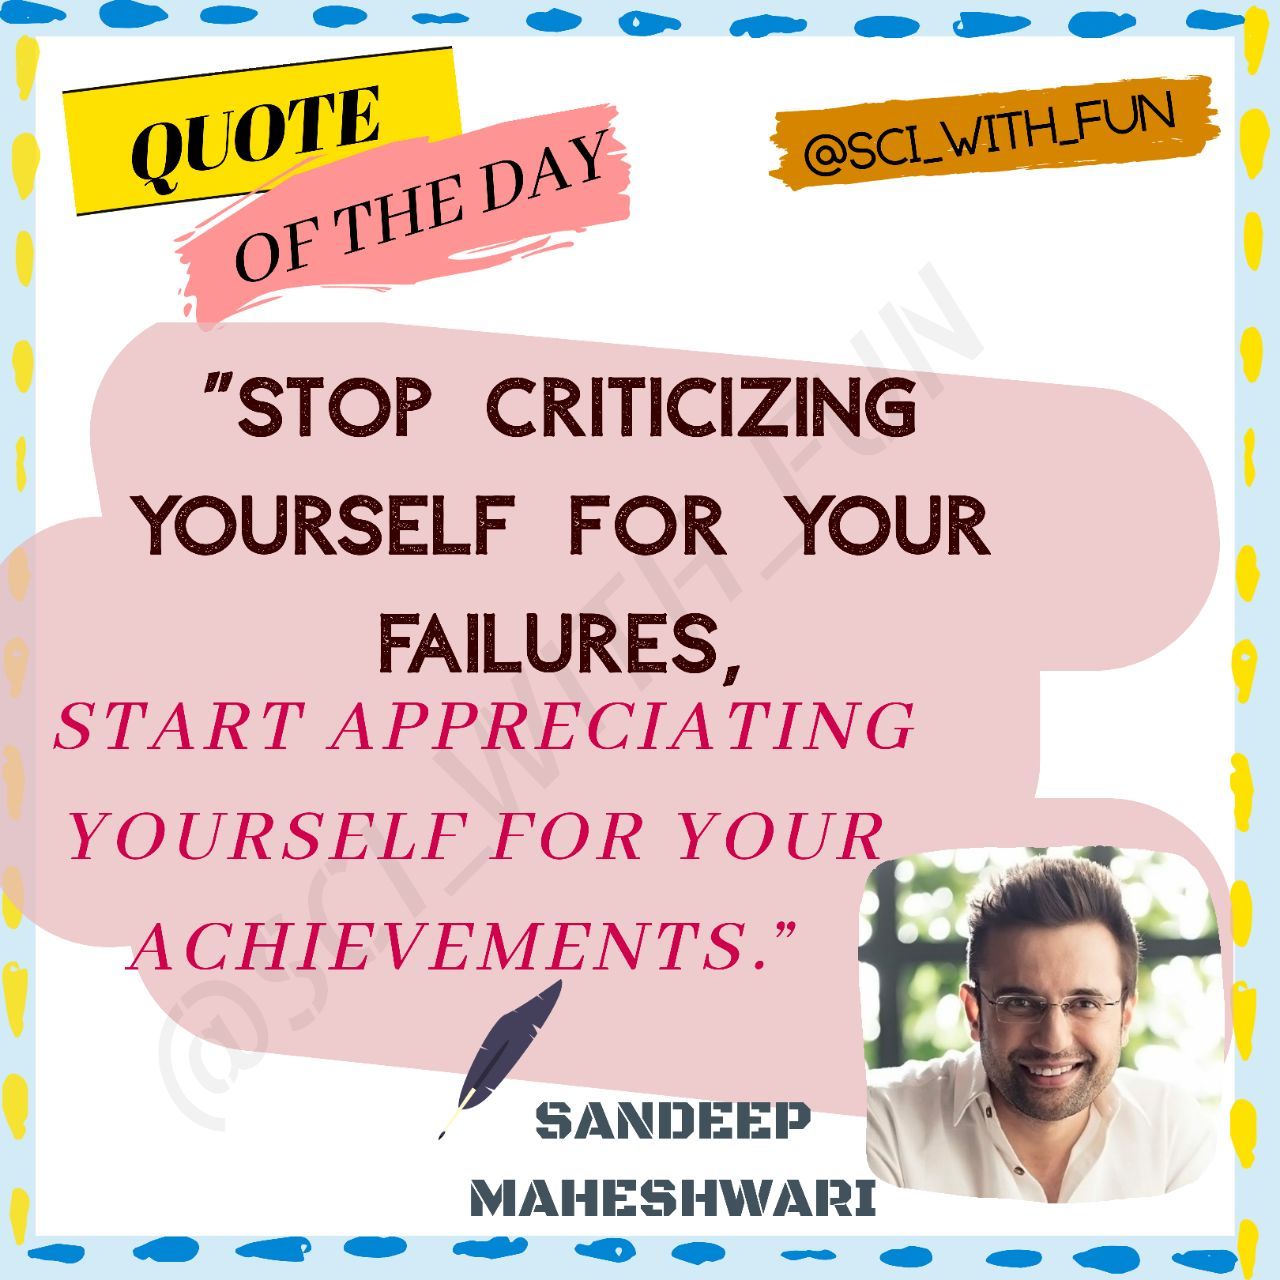 QUOTE
OF THE DAY
@SCI_WITH_FUN
"STOP CRITICIZING
YOURSELF FOR YOUR
FAILURES,
START APPRECIATING
YOURSELF FOR YOUR
ACHIEVEMENTS.”
SANDEEP
MAHESHWARI
@SCI_WITH_FUN